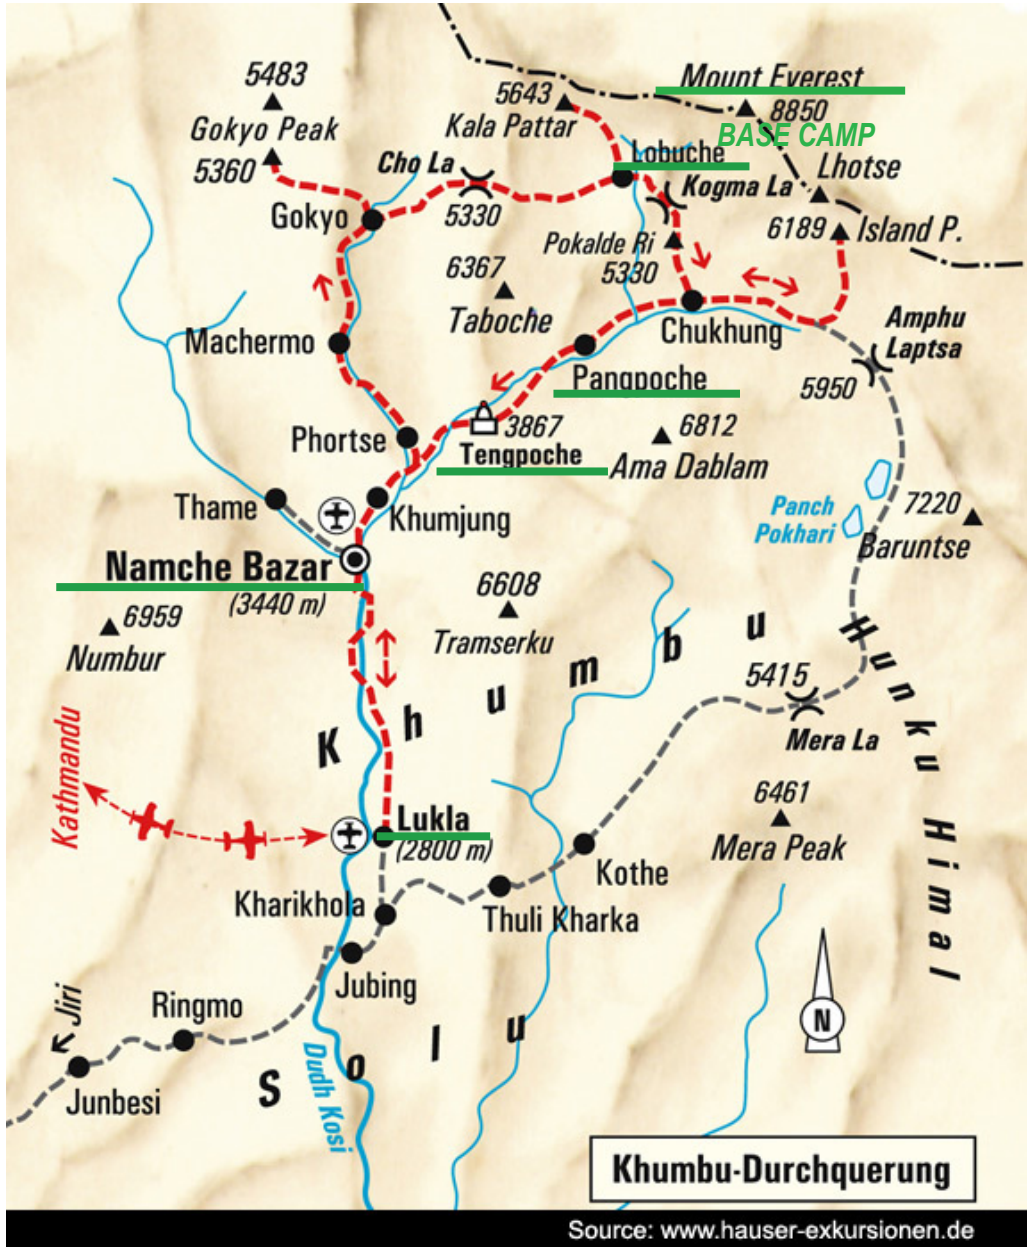 Mount Everest
5483
5643
8850
BASE CAMP
Gokyo Peak
Kala Pattar
Cho La
Lobuche
Lhotse
5360
Kogma La
Gokyo
5330
6189
Island P.
Pokalde Ri
5330
6367
Taboche
Chukhung
Amphu
Laptsa
Machermo
5950
Pangpoche
3867
6812
Phortse
Tengpoche
Ama Dablam
Thame
Khumjung
Panch
Pokhari
7220
Baruntse
Namche Bazar
(3440 m)
6608
6959
Tramserku
Numbur
Khumbu
Hunku Himal
5415
Mera La
Kathmandu
6461
Mera Peak
Lukla
(2800 m)
Kothe
Kharikhola
Thuli Kharka
Jubing
Jiri
Ringmo
N
Solu
Dudh Kosi
Junbesi
Khumbu-Durchquerung
Source: www.hauser-exkursionen.de